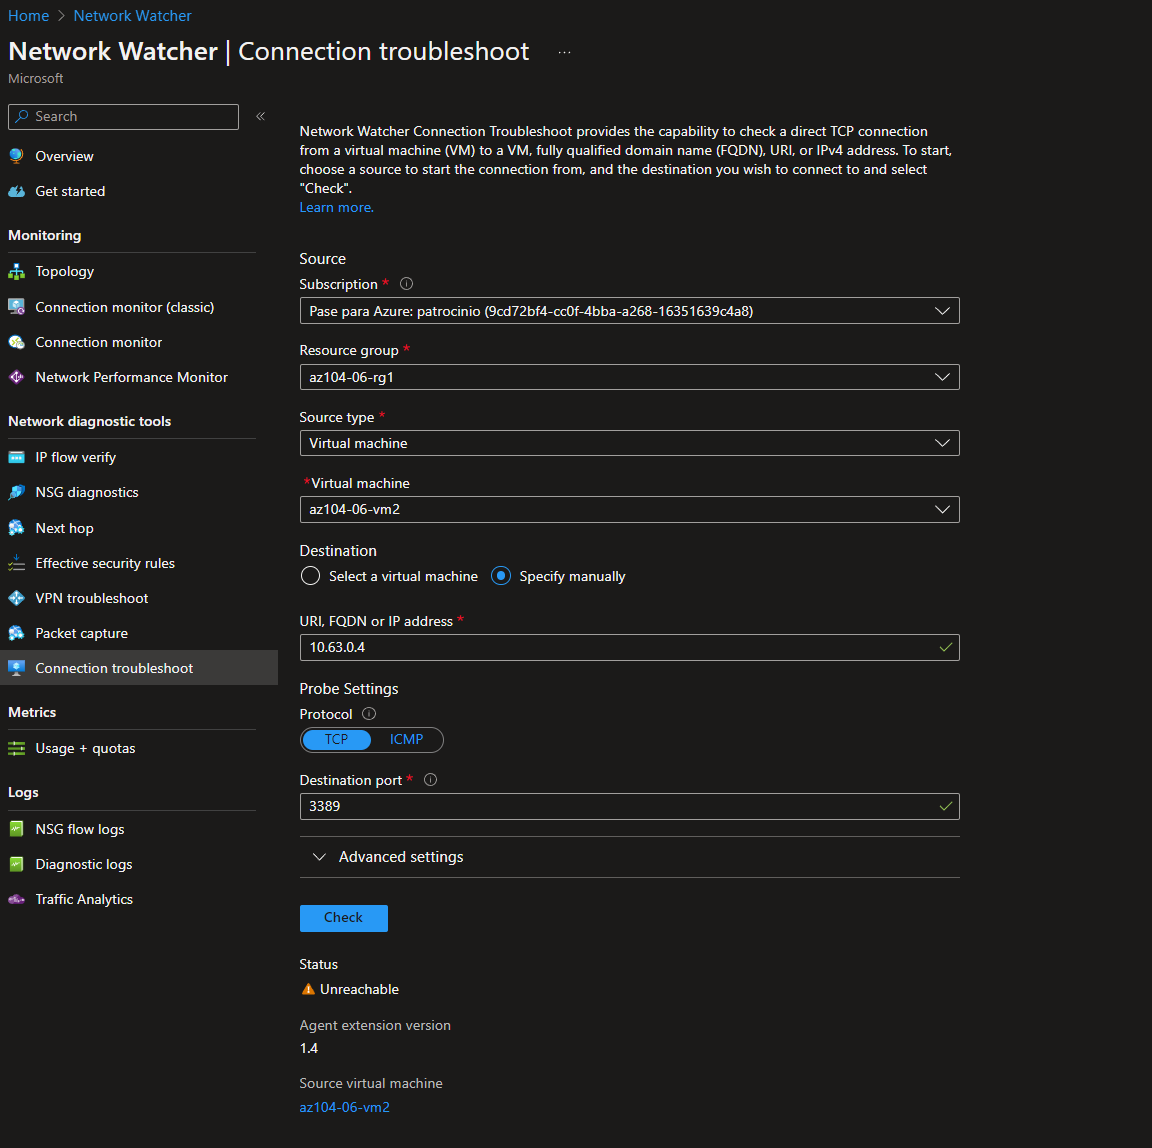 Home > Network Watcher
Network Watcher | Connection troubleshoot ...
Microsoft
Search «
Overview
Get started
Monitoring
Topology
Connection monitor (classic)
Connection monitor
Network Performance Monitor
Network diagnostic tools
IP flow verify
NSG diagnostics
Next hop
Effective security rules
VPN troubleshoot
Packet capture
Connection troubleshoot
Metrics
Usage + quotas
Logs
NSG flow logs
Diagnostic logs
Traffic Analytics
Network Watcher Connection Troubleshoot provides the capability to check a direct TCP connection
from a virtual machine (VM) to a VM, fully qualified domain name (FQDN), URI, or IPv4 address. To start,
choose a source to start the connection from, and the destination you wish to connect to and select
"Check".
Learn more.
Source
Subscription *
Pase para Azure: patrocinio (9cd72bf4-cc0f-4bba-a268-16351639c4a8)
Resource group *
az104-06-rg1
Source type *
Virtual machine
*Virtual machine
az104-06-vm2
Destination
Select a virtual machine Specify manually
URI, FQDN or IP address *
10.63.0.4
Probe Settings
Protocol
TCP ICMP
Destination port *
3389
Advanced settings
Check
Status
Unreachable
Agent extension version
1.4
Source virtual machine
az104-06-vm2